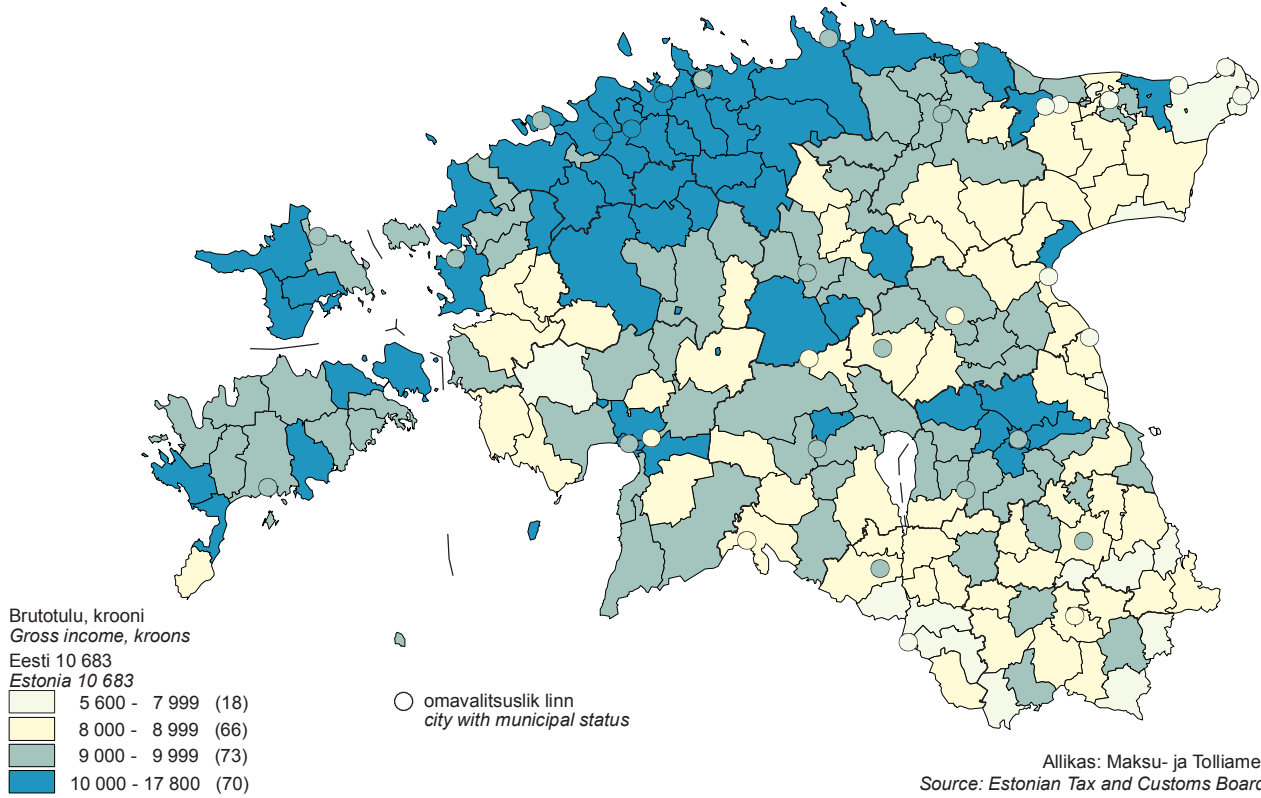 Brutotulu, krooni
Gross income, kroons
Eesti 10 683
Estonia 10 683
5 600 - 7 999 (18)
8 000 - 8 999 (66)
9 000 - 9 999 (73)
10 000 - 17 800 (70)
omavalitsuslik linn
city with municipal status
Allikas: Maksu- ja Tolliame
Source: Estonian Tax and Customs Board